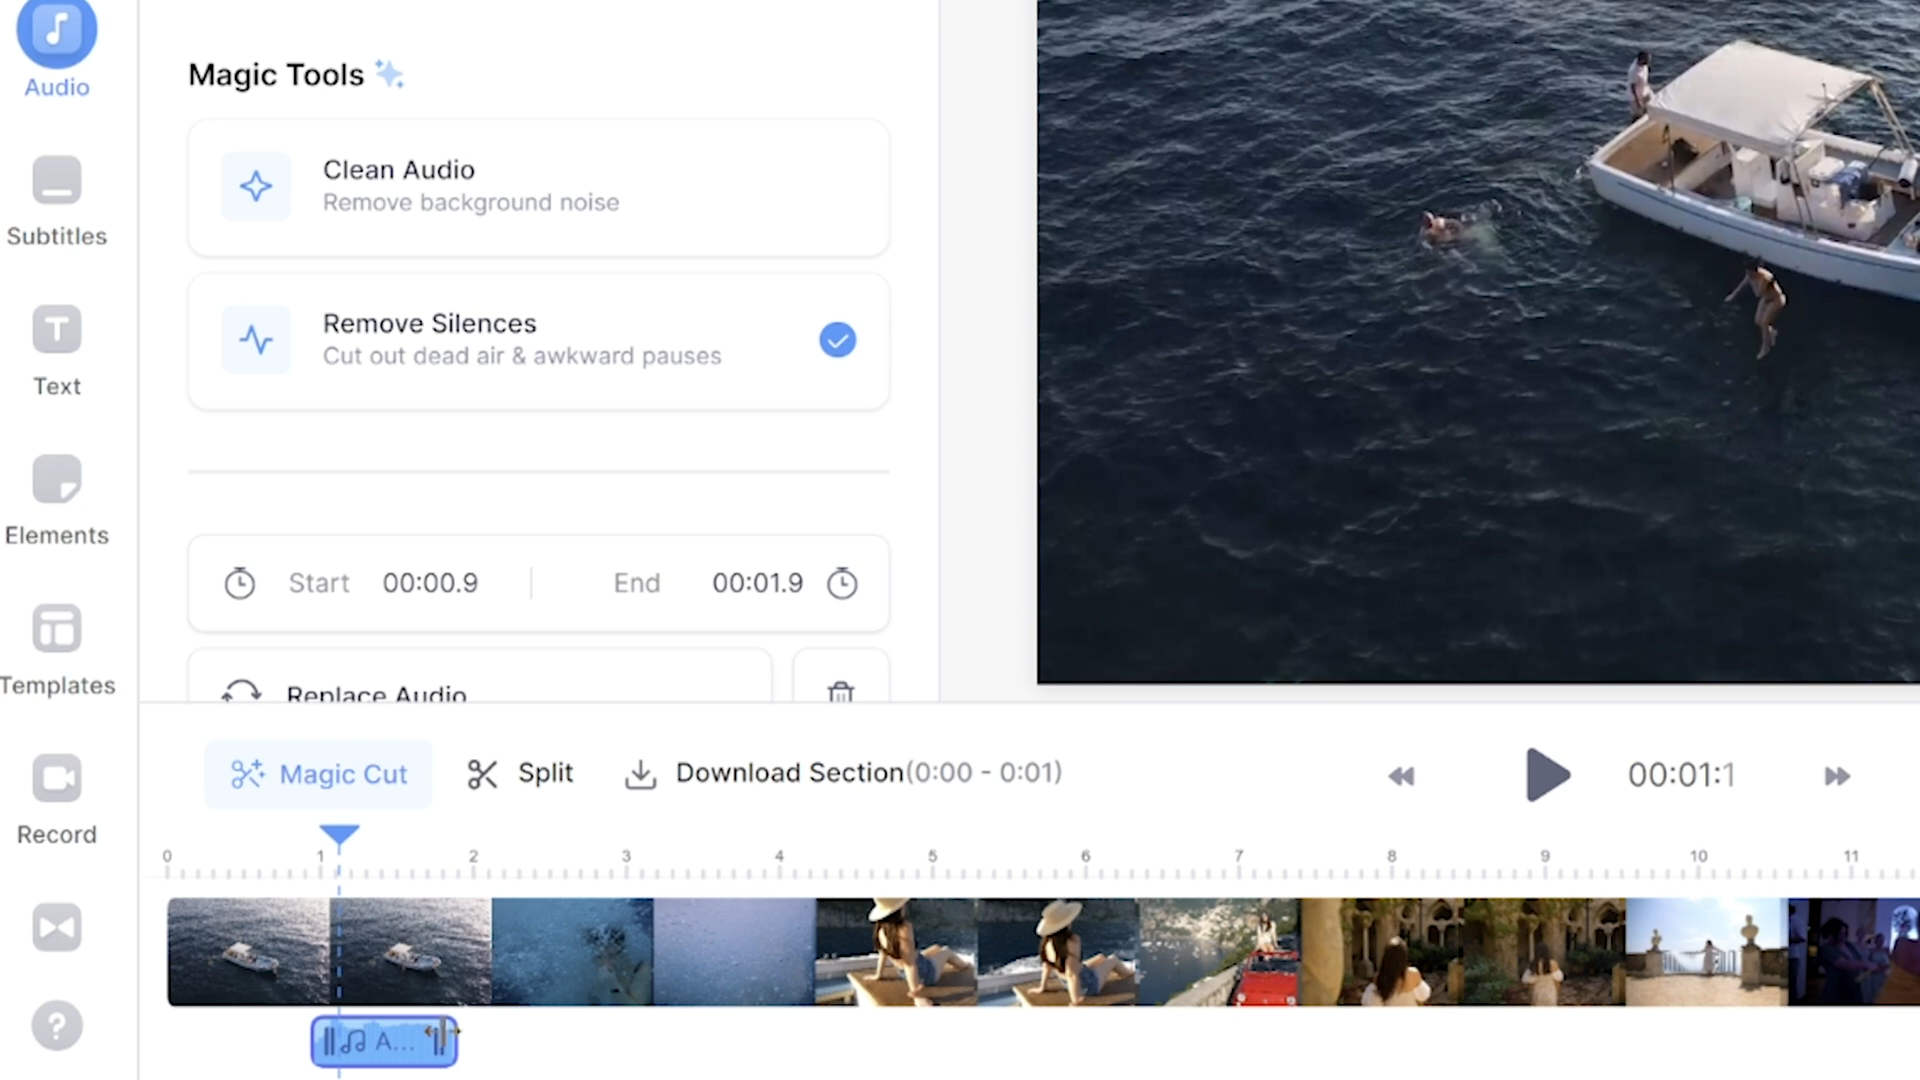 Audio
Subtitles
Text
Elements
Templates
Record
?
Magic Tools
Clean Audio
Remove background noise
Remove Silences
Cut out dead air & awkward pauses
Start 00:00.9 End 00:01.9
Replace Audio
Magic Cut Split Download Section(0:00 - 0:01) 00:01:1
0 1 2 3 4 5 6 7 8 9 10 11
A...